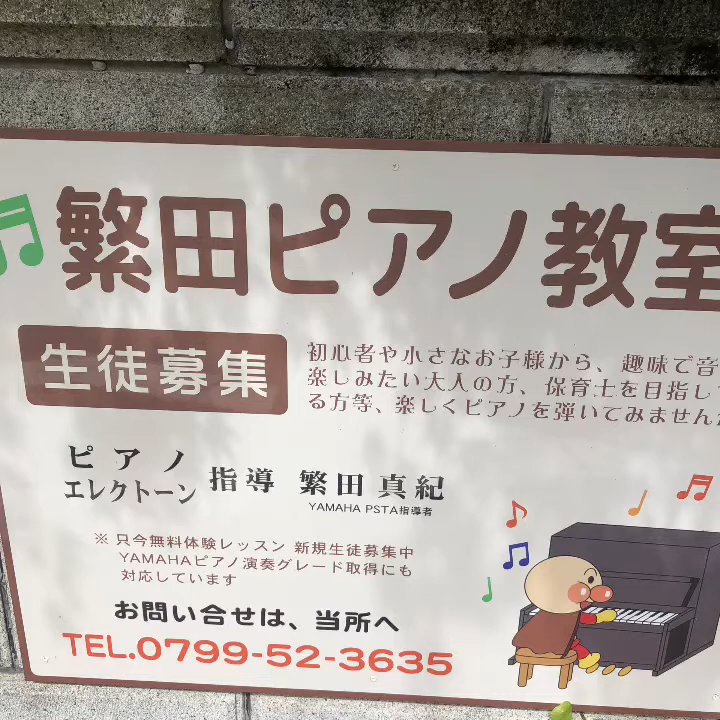 繁田ピアノ教室
生徒募集
初心者や小さなお子様から、趣味で音
楽しみたい大人の方、保育士を目指し
る方等、楽しくピアノを弾いてみません
ピアノ
エレクトーン
指導 繁田 真紀
YAMAHA PSTA指導者
※ 只今無料体験レッスン 新規生徒募集中
YAMAHAピアノ演奏グレード取得にも
対応しています
お問い合せは、当所へ
TEL.0799-52-3635